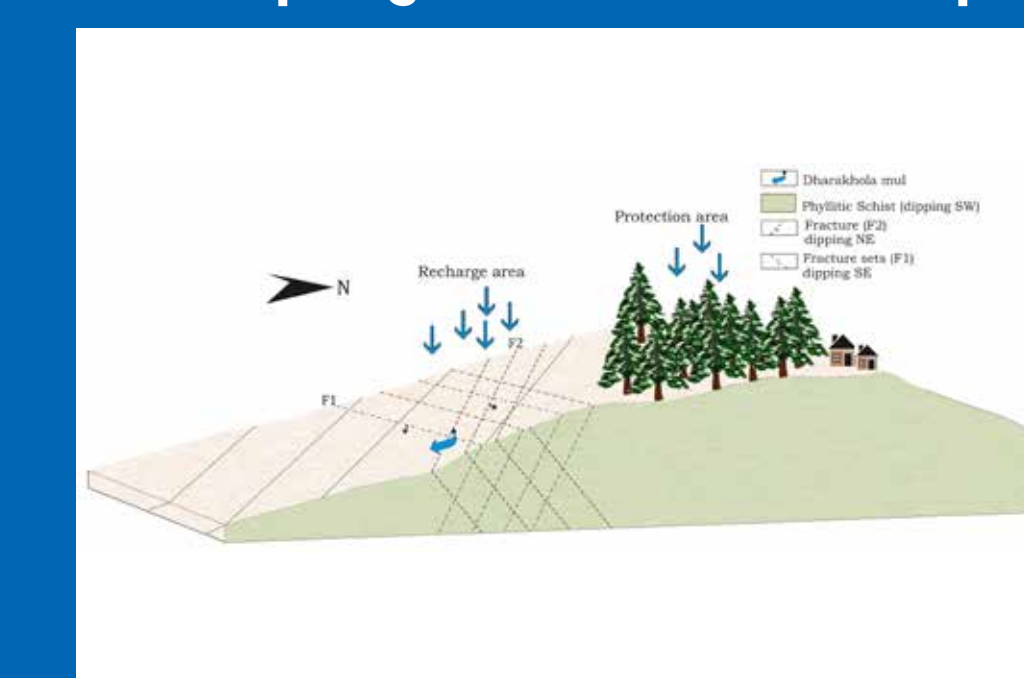 Dharakhola mul
Phyllitic Schist (dipping SW)
Protection area
Fracture (F2)
dipping NE
Fracture sets (F1)
dipping SE
Recharge area
N
F2
F1